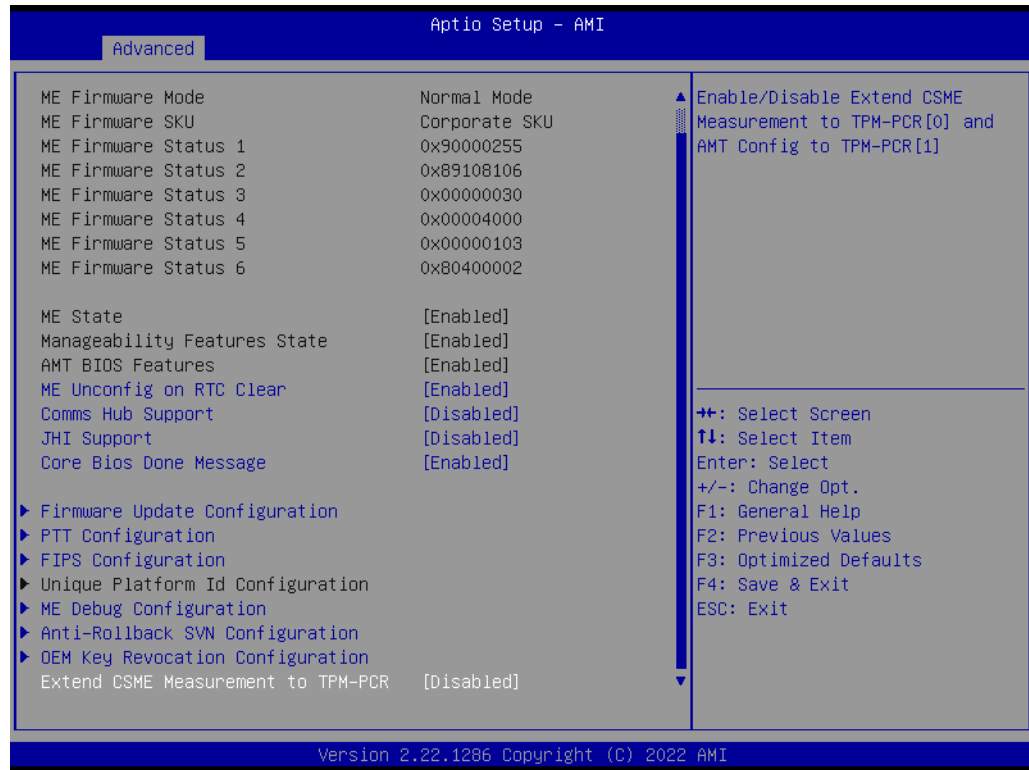 Aptio Setup – AMI
Advanced
ME Firmware Mode Normal Mode
ME Firmware SKU Corporate SKU
ME Firmware Status 1 0x90000255
ME Firmware Status 2 0x89108106
ME Firmware Status 3 0x00000030
ME Firmware Status 4 0x00004000
ME Firmware Status 5 0x00000103
ME Firmware Status 6 0x80400002
ME State [Enabled]
Manageability Features State [Enabled]
AMT BIOS Features [Enabled]
ME Unconfig on RTC Clear [Enabled]
Comms Hub Support [Disabled]
JHI Support [Disabled]
Core Bios Done Message [Enabled]
Firmware Update Configuration
PTT Configuration
FIPS Configuration
Unique Platform Id Configuration
ME Debug Configuration
Anti-Rollback SVN Configuration
OEM Key Revocation Configuration
Extend CSME Measurement to TPM-PCR [Disabled]
Enable/Disable Extend CSME
Measurement to TPM-PCR[0] and
AMT Config to TPM-PCR[1]
→←: Select Screen
↑↓: Select Item
Enter: Select
+/-: Change Opt.
F1: General Help
F2: Previous Values
F3: Optimized Defaults
F4: Save & Exit
ESC: Exit
Version 2.22.1286 Copyright (C) 2022 AMI